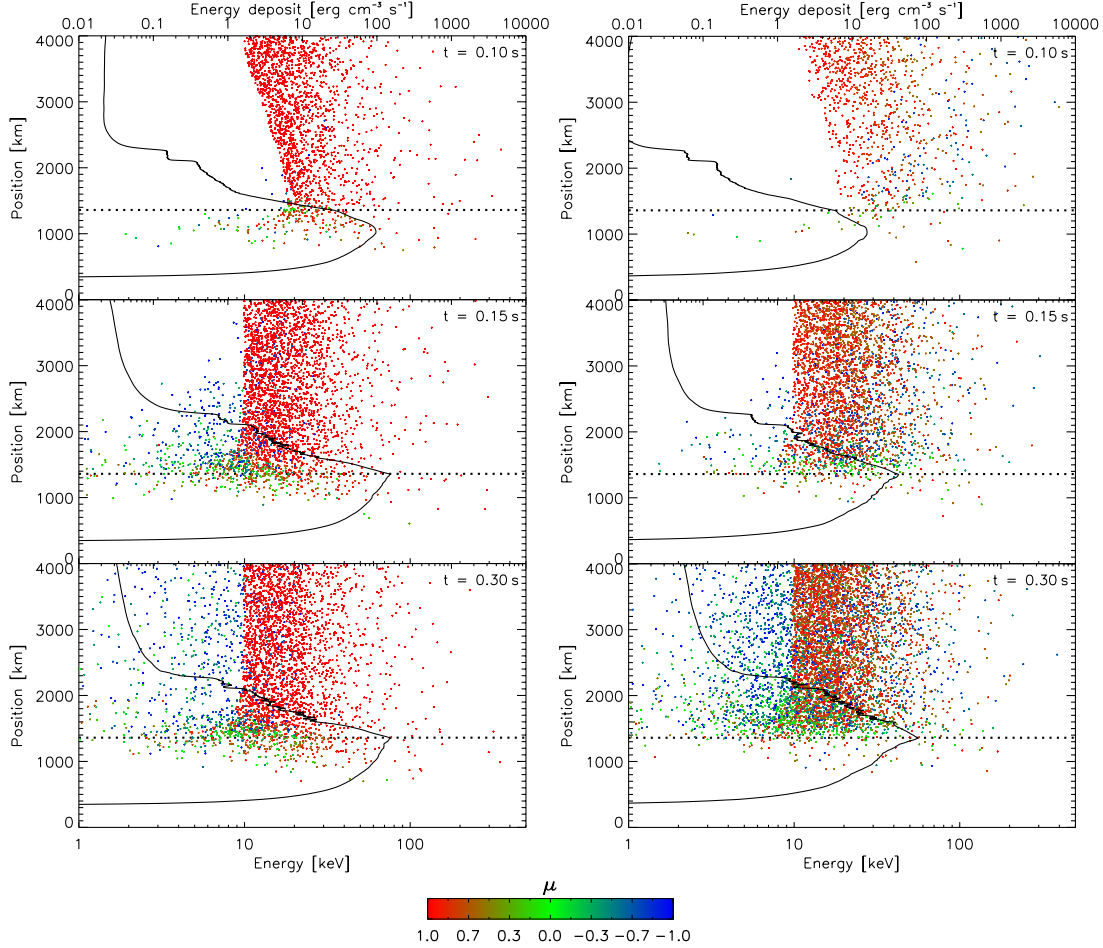 Energy deposit [erg cm⁻³ s⁻¹] Energy deposit [erg cm⁻³ s⁻¹]
0.01 0.1 1 10 100 1000 10000 0.01 0.1 1 10 100 1000 10000
4000 t = 0.10 s 4000 t = 0.10 s
3000 3000
Position [km] Position [km]
2000 2000
1000 1000
0 0
4000 t = 0.15 s 4000 t = 0.15 s
3000 3000
Position [km] Position [km]
2000 2000
1000 1000
0 0
4000 t = 0.30 s 4000 t = 0.30 s
3000 3000
Position [km] Position [km]
2000 2000
1000 1000
0 0
1 10 100 1 10 100
Energy [keV] Energy [keV]
μ
1.0 0.7 0.3 0.0 -0.3 -0.7 -1.0